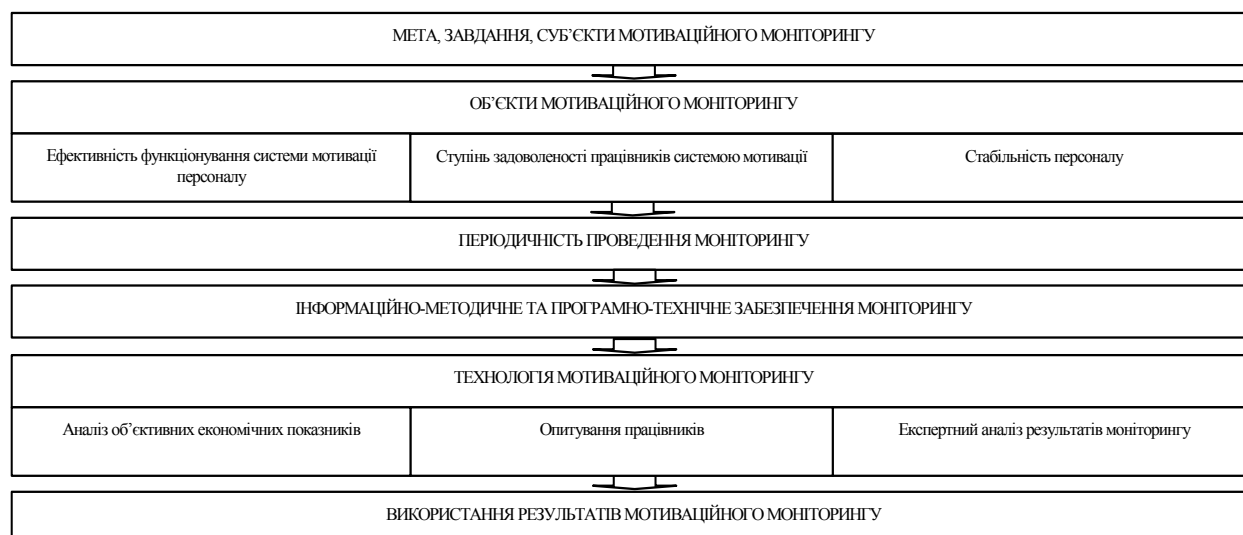 МЕТА, ЗАВДАННЯ, СУБ’ЄКТИ МОТИВАЦІЙНОГО МОНІТОРИНГУ
ОБ’ЄКТИ МОТИВАЦІЙНОГО МОНІТОРИНГУ
Ефективність функціонування системи мотивації
персоналу
Ступінь задоволеності працівників системою мотивації
Стабільність персоналу
ПЕРІОДИЧНІСТЬ ПРОВЕДЕННЯ МОНІТОРИНГУ
ІНФОРМАЦІЙНО-МЕТОДИЧНЕ ТА ПРОГРАМНО-ТЕХНІЧНЕ ЗАБЕЗПЕЧЕННЯ МОНІТОРИНГУ
ТЕХНОЛОГІЯ МОТИВАЦІЙНОГО МОНІТОРИНГУ
Аналіз об’єктивних економічних показників
Опитування працівників
Експертний аналіз результатів моніторингу
ВИКОРИСТАННЯ РЕЗУЛЬТАТІВ МОТИВАЦІЙНОГО МОНІТОРИНГУ